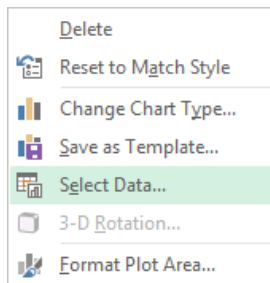 Delete
Reset to Match Style
Change Chart Type...
Save as Template...
Select Data...
3-D Rotation...
Format Plot Area...